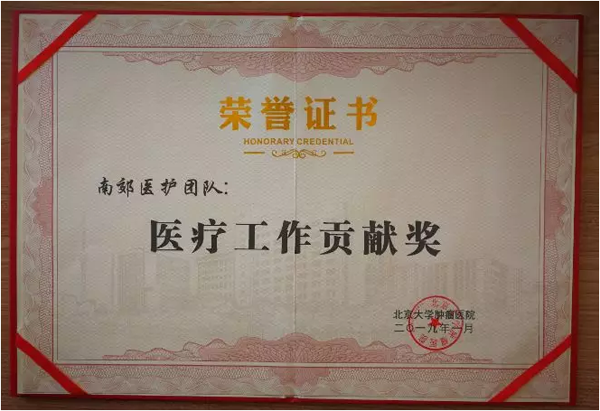 荣誉证书
HONORARY CREDENTIAL
南郊医护团队：
医疗工作贡献奖
北京大学肿瘤医院
二〇一九年一月